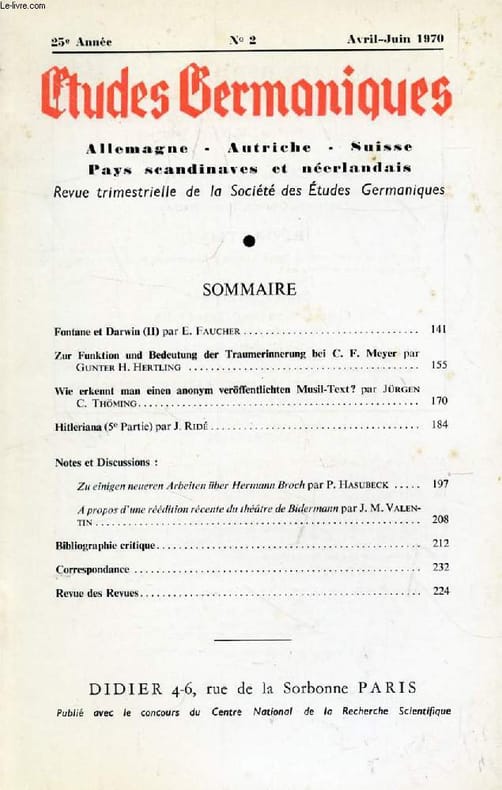 Le-livre.com
25e Année N° 2 Avril-Juin 1970
Etudes Germaniques
Allemagne - Autriche - Suisse
Pays scandinaves et néerlandais
Revue trimestrielle de la Société des Études Germaniques
SOMMAIRE
Fontane et Darwin (II) par E. FAUCHER 141
Zur Funktion und Bedeutung der Traumerinnerung bei C. F. Meyer par
GUNTER H. HERTLING 155
Wie erkennt man einen anonym veröffentlichten Musil-Text? par JÜRGEN
C. THÖMING 170
Hitleriana (5e Partie) par J. RIDÉ 184
Notes et Discussions :
Zu einigen neueren Arbeiten über Hermann Broch par P. HASUBECK 197
A propos d'une réédition récente du théâtre de Bidermann par J. M. VALEN-
TIN 208
Bibliographie critique 212
Correspondance 232
Revue des Revues 224
DIDIER 4-6, rue de la Sorbonne PARIS
Publié avec le concours du Centre National de la Recherche Scientifique